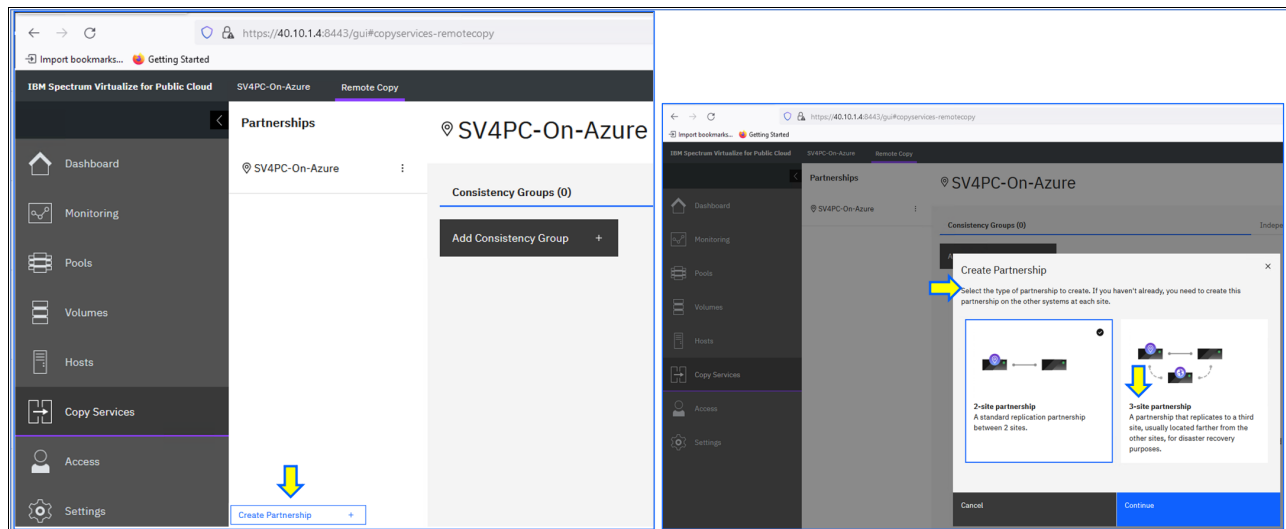 https://40.10.1.4:8443/gui#copyservices-remotecopy
Import bookmarks... Getting Started
IBM Spectrum Virtualize for Public Cloud SV4PC-On-Azure Remote Copy
Partnerships
SV4PC-On-Azure
SV4PC-On-Azure
Consistency Groups (0)
Add Consistency Group +
Dashboard
Monitoring
Pools
Volumes
Hosts
Copy Services
Access
Settings
Create Partnership +
https://40.10.1.4:8443/gui#copyservices-remotecopy
Import bookmarks... Getting Started
IBM Spectrum Virtualize for Public Cloud SV4PC-On-Azure Remote Copy
Partnerships
SV4PC-On-Azure
SV4PC-On-Azure
Consistency Groups (0)
Indepe
A
Dashboard
Monitoring
Pools
Volumes
Hosts
Copy Services
Access
Settings
Create Partnership
Select the type of partnership to create. If you haven't already, you need to create this
partnership on the other systems at each site.
2-site partnership
A standard replication partnership
between 2 sites.
3-site partnership
A partnership that replicates to a third
site, usually located farther from the
other sites, for disaster recovery
purposes.
Cancel
Continue